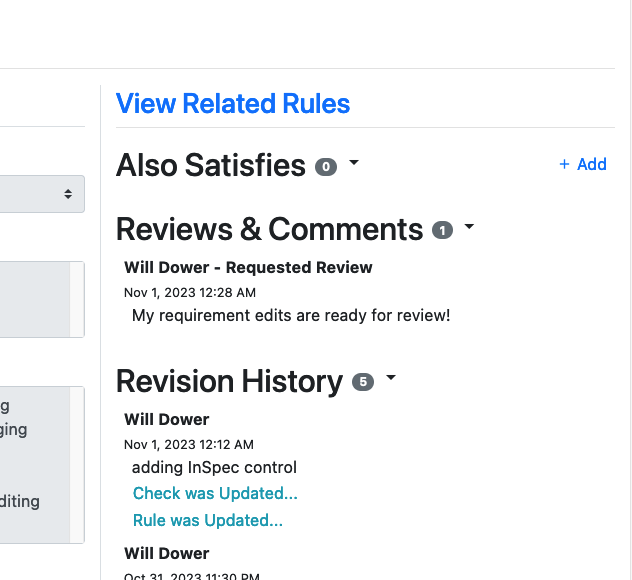 View Related Rules
Also Satisfies 0
+ Add
Reviews & Comments 1
Will Dower - Requested Review
Nov 1, 2023 12:28 AM
My requirement edits are ready for review!
Revision History 5
Will Dower
Nov 1, 2023 12:12 AM
adding InSpec control
Check was Updated...
Rule was Updated...
Will Dower
Oct 31, 2023 11:30 PM
g
ging
diting